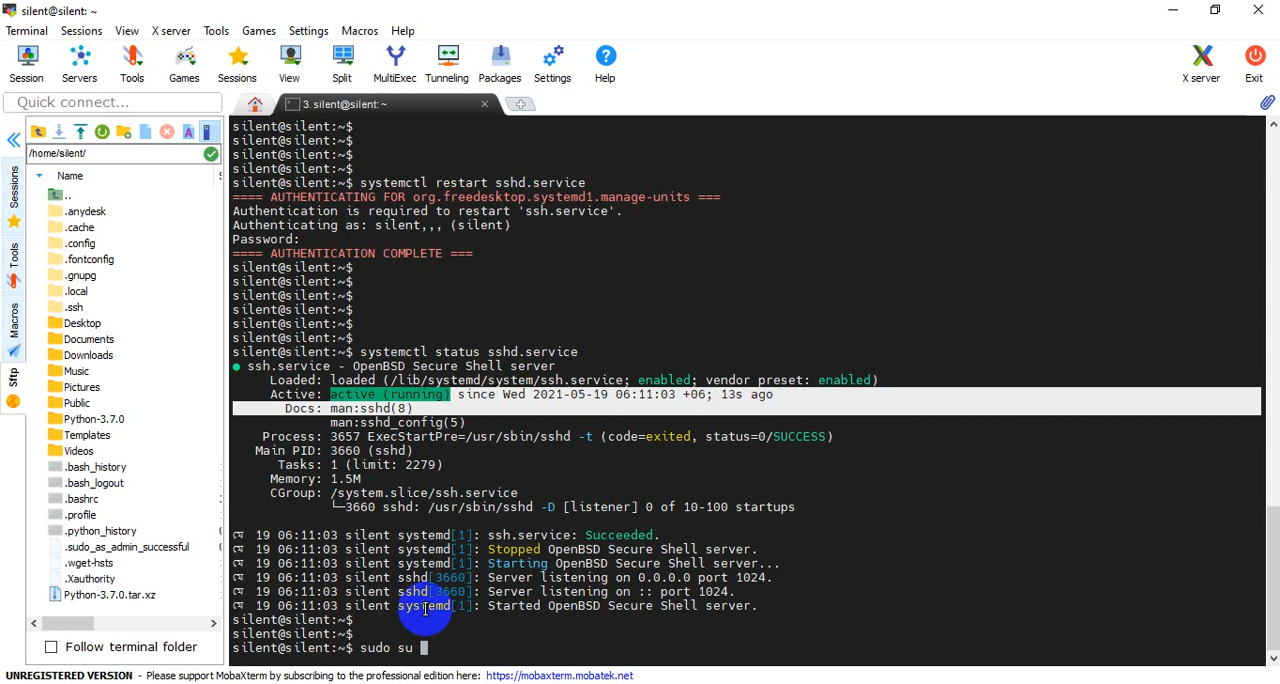 silent@silent: ~
Terminal Sessions View X server Tools Games Settings Macros Help
Session Servers Tools Games Sessions View Split MultiExec Tunneling Packages Settings Help X server Exit
Quick connect...
3. silent@silent: ~
/home/silent/
Name
..
.anydesk
.cache
.config
.fontconfig
.gnupg
.local
.ssh
Desktop
Documents
Downloads
Music
Pictures
Public
Python-3.7.0
Templates
Videos
.bash_history
.bash_logout
.bashrc
.profile
.python_history
.sudo_as_admin_successful
.wget-hsts
.Xauthority
Python-3.7.0.tar.xz
Follow terminal folder
Sessions
Tools
Macros
Sftp
silent@silent:~$
silent@silent:~$
silent@silent:~$
silent@silent:~$
silent@silent:~$ systemctl restart sshd.service
==== AUTHENTICATING FOR org.freedesktop.systemd1.manage-units ===
Authentication is required to restart 'ssh.service'.
Authenticating as: silent,,, (silent)
Password:
==== AUTHENTICATION COMPLETE ===
silent@silent:~$
silent@silent:~$
silent@silent:~$
silent@silent:~$
silent@silent:~$
silent@silent:~$
silent@silent:~$ systemctl status sshd.service
● ssh.service - OpenBSD Secure Shell server
Loaded: loaded (/lib/systemd/system/ssh.service; enabled; vendor preset: enabled)
Active: active (running) since Wed 2021-05-19 06:11:03 +06; 13s ago
Docs: man:sshd(8)
man:sshd_config(5)
Process: 3657 ExecStartPre=/usr/sbin/sshd -t (code=exited, status=0/SUCCESS)
Main PID: 3660 (sshd)
Tasks: 1 (limit: 2279)
Memory: 1.5M
CGroup: /system.slice/ssh.service
└─3660 sshd: /usr/sbin/sshd -D [listener] 0 of 10-100 startups
মে 19 06:11:03 silent systemd[1]: ssh.service: Succeeded.
মে 19 06:11:03 silent systemd[1]: Stopped OpenBSD Secure Shell server.
মে 19 06:11:03 silent systemd[1]: Starting OpenBSD Secure Shell server...
মে 19 06:11:03 silent sshd[3660]: Server listening on 0.0.0.0 port 1024.
মে 19 06:11:03 silent sshd[3660]: Server listening on :: port 1024.
মে 19 06:11:03 silent systemd[1]: Started OpenBSD Secure Shell server.
silent@silent:~$
silent@silent:~$
silent@silent:~$ sudo su
UNREGISTERED VERSION - Please support MobaXterm by subscribing to the professional edition here: https://mobaxterm.mobatek.net